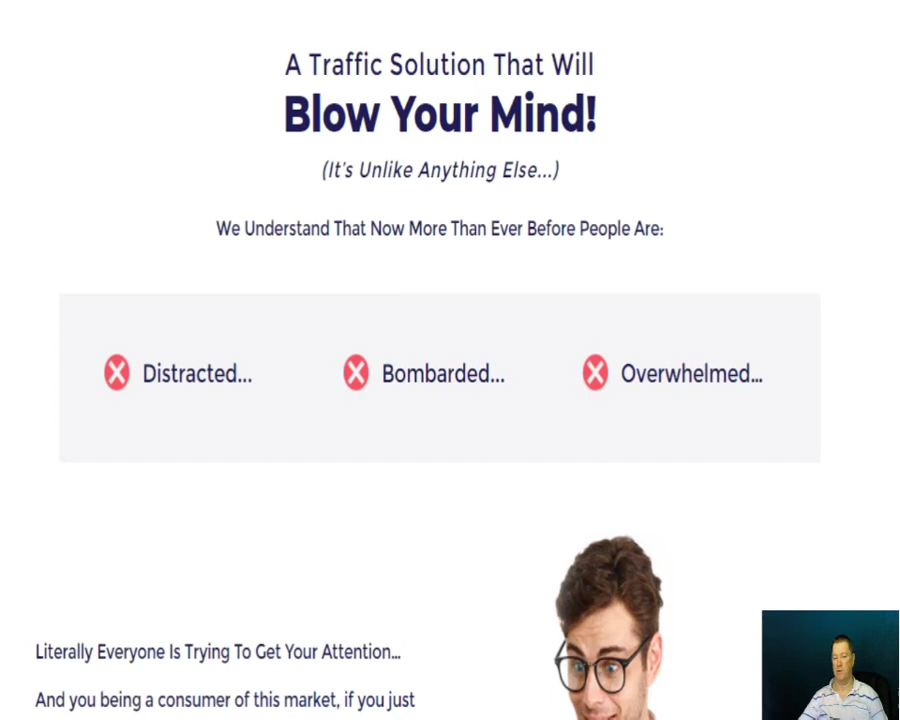 A Traffic Solution That Will
Blow Your Mind!
(It's Unlike Anything Else...)
We Understand That Now More Than Ever Before People Are:
Distracted...
Bombarded...
Overwhelmed...
Literally Everyone Is Trying To Get Your Attention...
And you being a consumer of this market, if you just